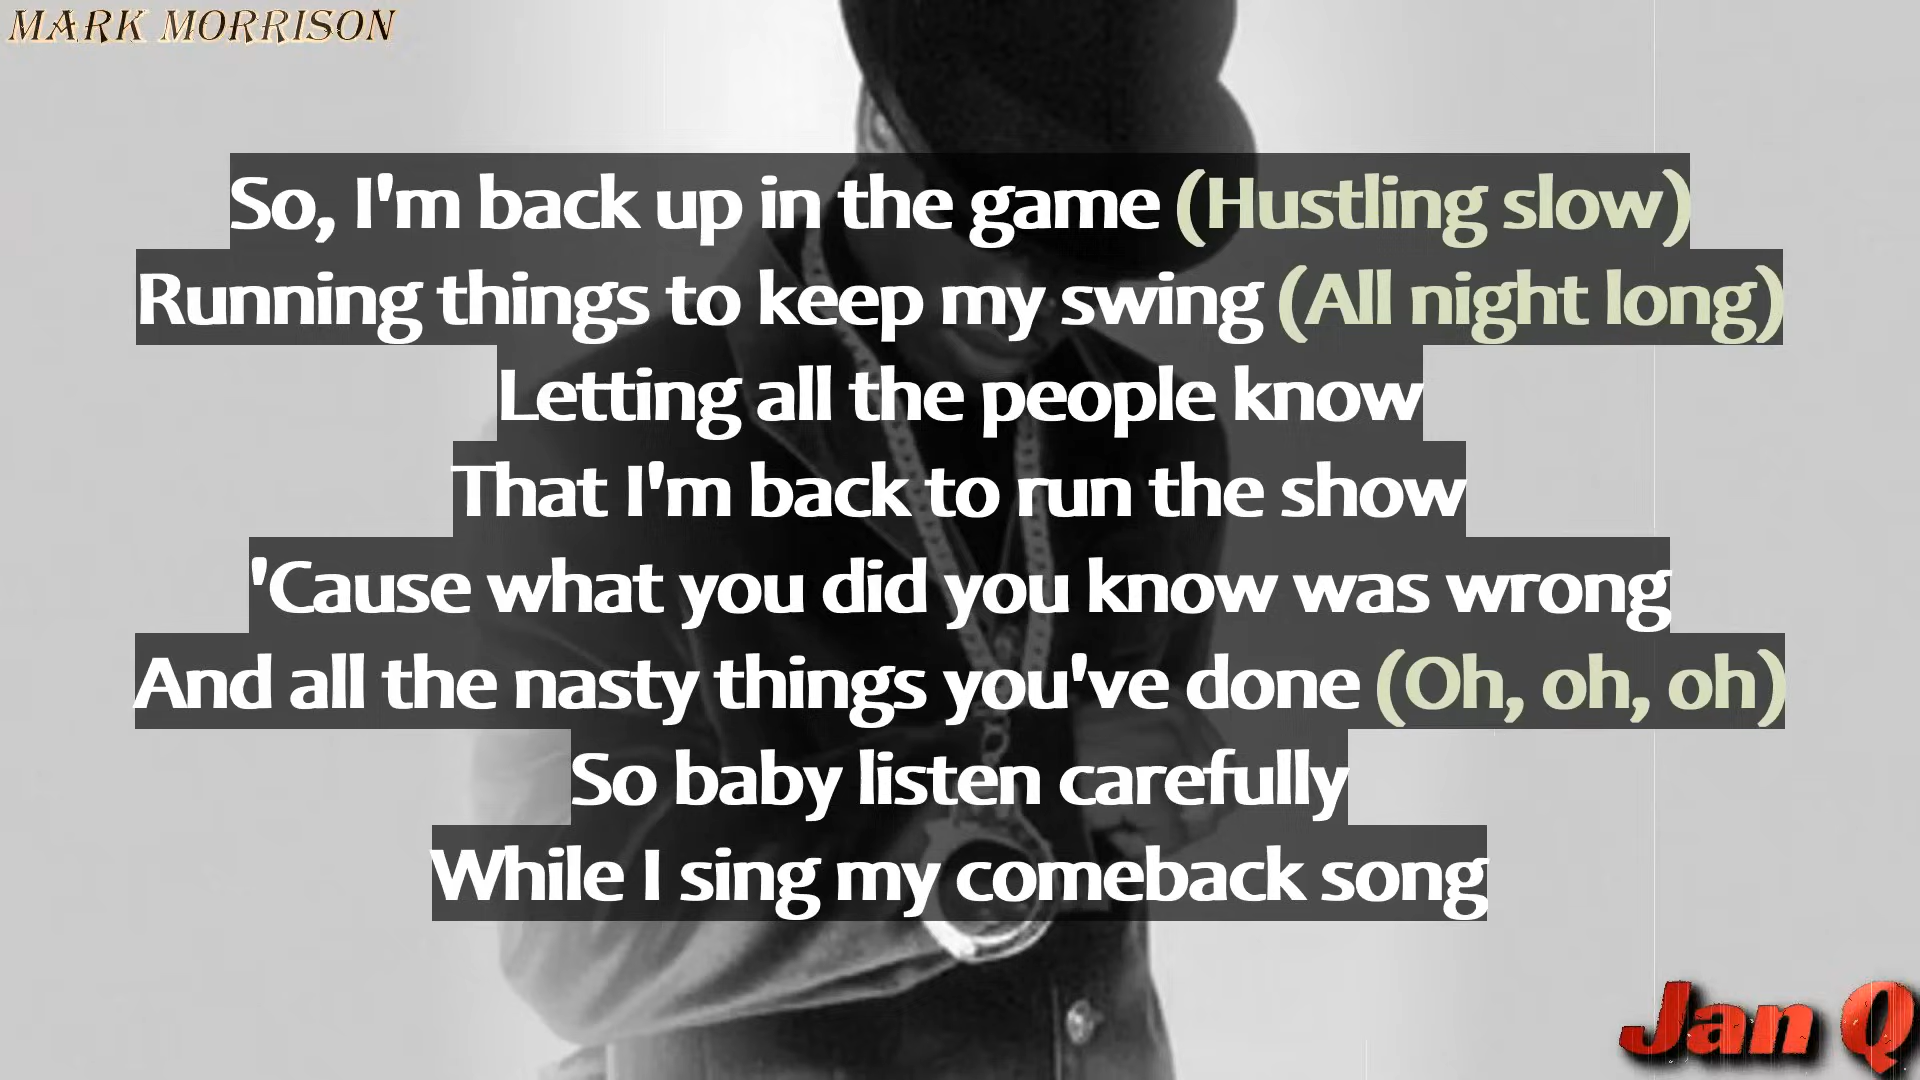 MARK MORRISON
So, I'm back up in the game (Hustling slow)
Running things to keep my swing (All night long)
Letting all the people know
That I'm back to run the show
'Cause what you did you know was wrong
And all the nasty things you've done (Oh, oh, oh)
So baby listen carefully
While I sing my comeback song
Jan Q